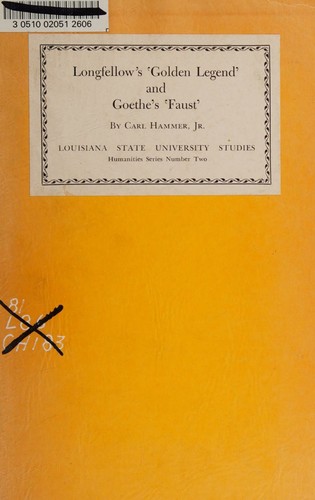 3 0510 02051 2606
Longfellow's 'Golden Legend'
and
Goethe's 'Faust'
By Carl Hammer, Jr.
LOUISIANA STATE UNIVERSITY STUDIES
Humanities Series Number Two
81